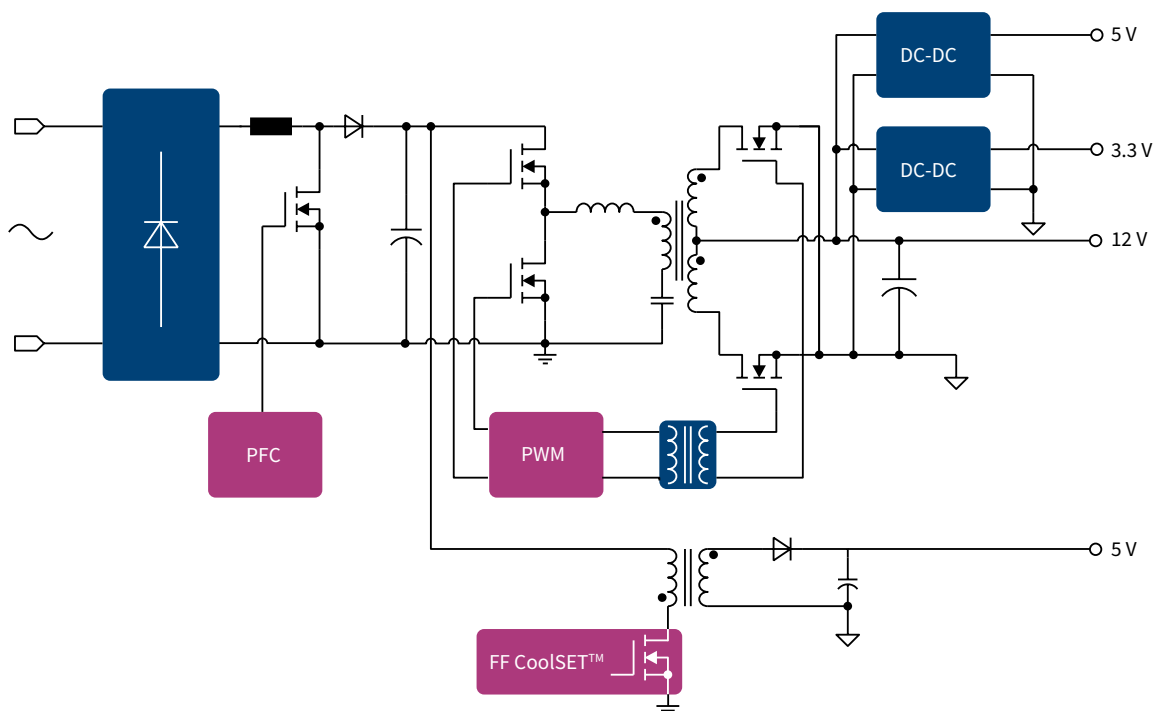 DC-DC
5 V
DC-DC
3.3 V
12 V
PFC
PWM
5 V
FF CoolSET™